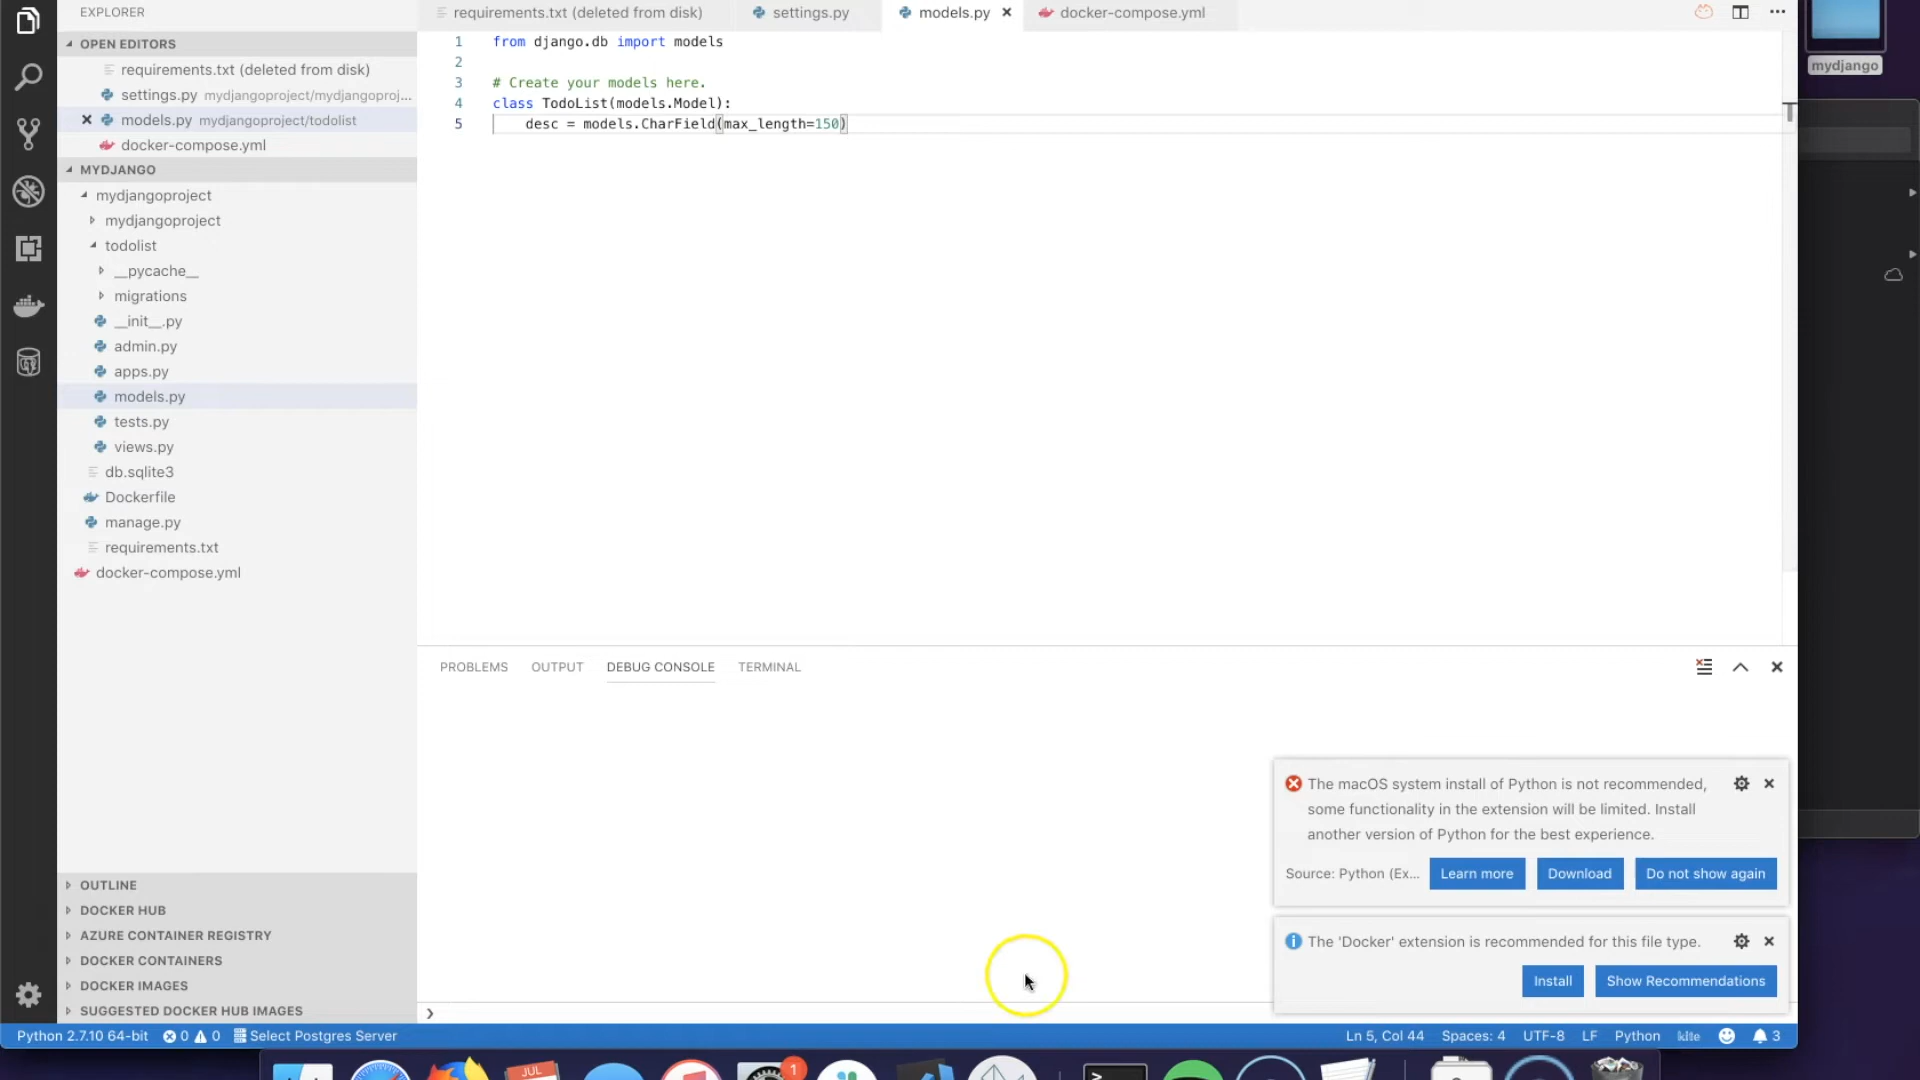 EXPLORER
OPEN EDITORS
requirements.txt (deleted from disk)
settings.py mydjangoproject/mydjangoproj...
models.py mydjangoproject/todolist
docker-compose.yml
MYDJANGO
mydjangoproject
mydjangoproject
todolist
__pycache__
migrations
__init__.py
admin.py
apps.py
models.py
tests.py
views.py
db.sqlite3
Dockerfile
manage.py
requirements.txt
docker-compose.yml
OUTLINE
DOCKER HUB
AZURE CONTAINER REGISTRY
DOCKER CONTAINERS
DOCKER IMAGES
SUGGESTED DOCKER HUB IMAGES
requirements.txt (deleted from disk) settings.py models.py docker-compose.yml
1 from django.db import models
2
3 # Create your models here.
4 class TodoList(models.Model):
5 desc = models.CharField(max_length=150)
PROBLEMS OUTPUT DEBUG CONSOLE TERMINAL
The macOS system install of Python is not recommended,
some functionality in the extension will be limited. Install
another version of Python for the best experience.
Source: Python (Ex... Learn more Download Do not show again
The 'Docker' extension is recommended for this file type.
Install Show Recommendations
Python 2.7.10 64-bit 0 0 Select Postgres Server Ln 5, Col 44 Spaces: 4 UTF-8 LF Python kite 3
mydjango
JUL
1